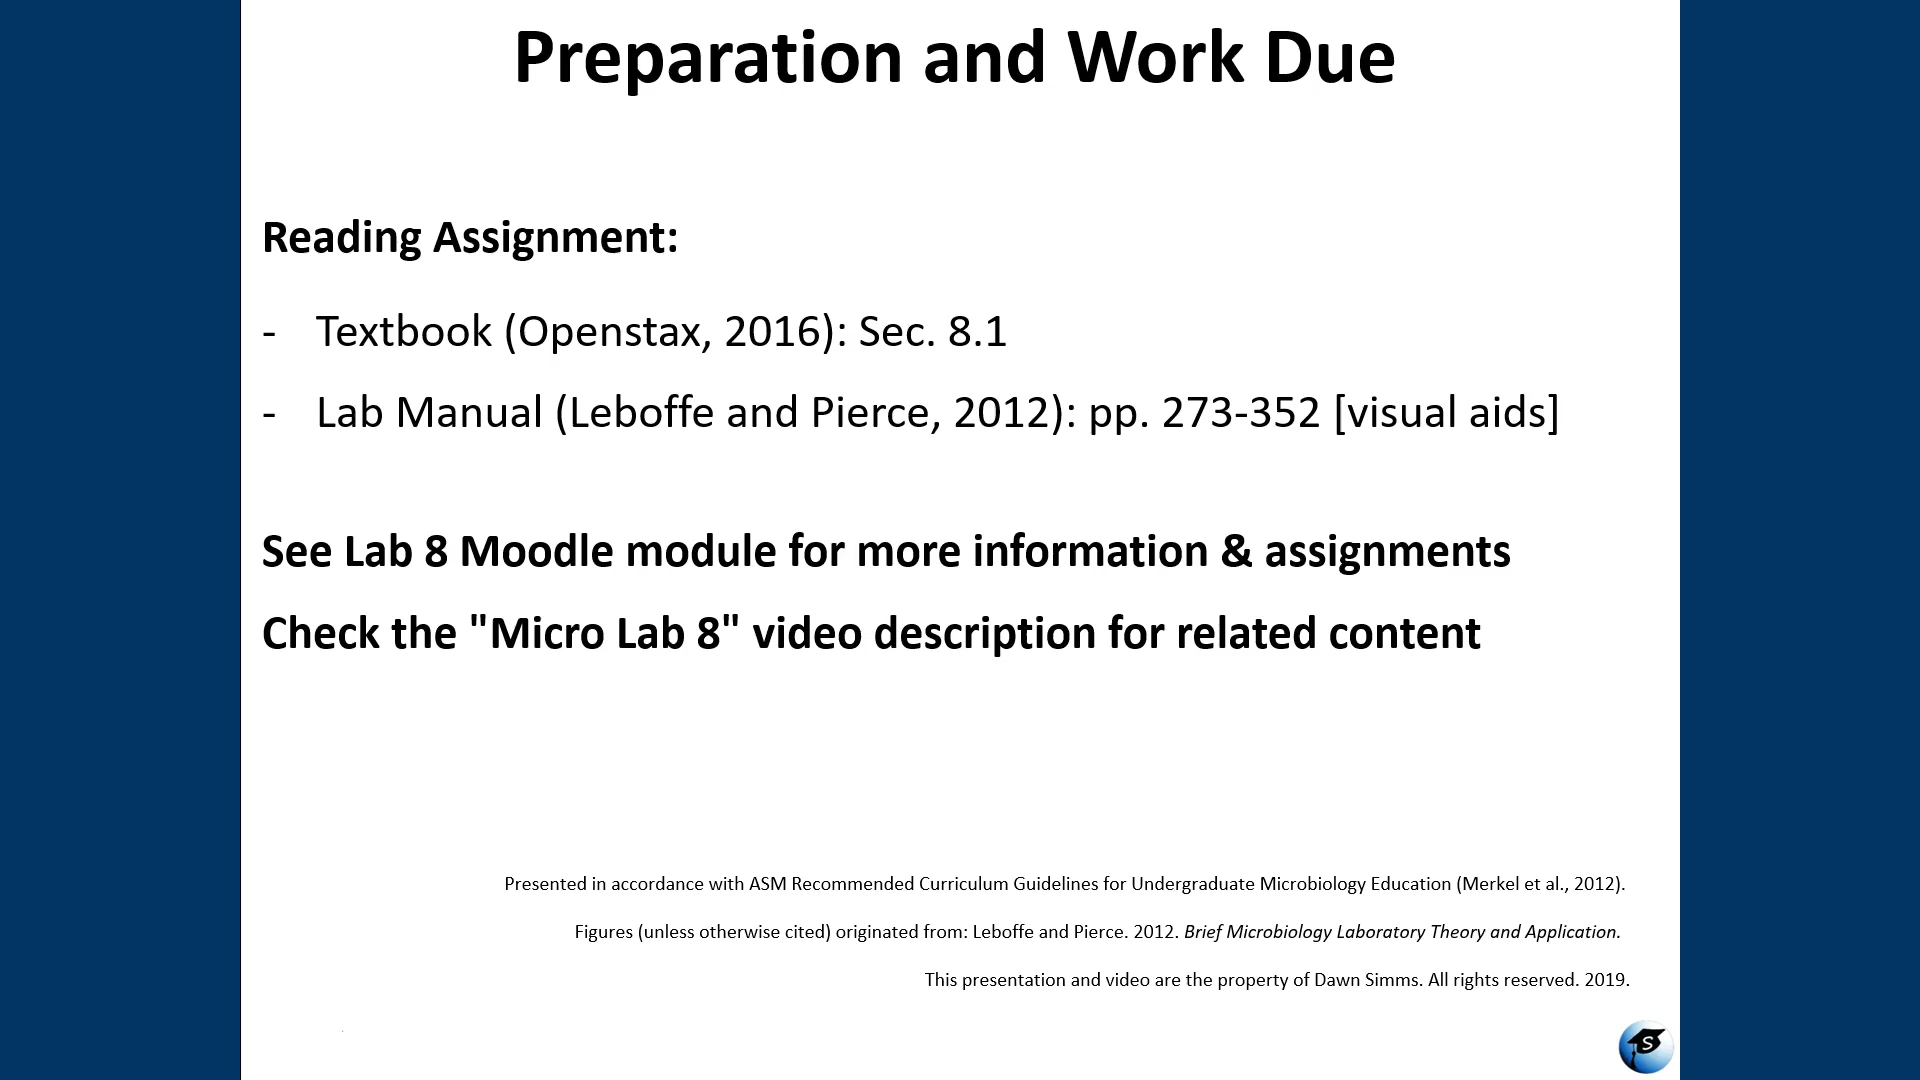 Preparation and Work Due
Reading Assignment:
- Textbook (Openstax, 2016): Sec. 8.1
- Lab Manual (Leboffe and Pierce, 2012): pp. 273-352 [visual aids]
See Lab 8 Moodle module for more information & assignments
Check the "Micro Lab 8" video description for related content
Presented in accordance with ASM Recommended Curriculum Guidelines for Undergraduate Microbiology Education (Merkel et al., 2012).
Figures (unless otherwise cited) originated from: Leboffe and Pierce. 2012. Brief Microbiology Laboratory Theory and Application.
This presentation and video are the property of Dawn Simms. All rights reserved. 2019.
S